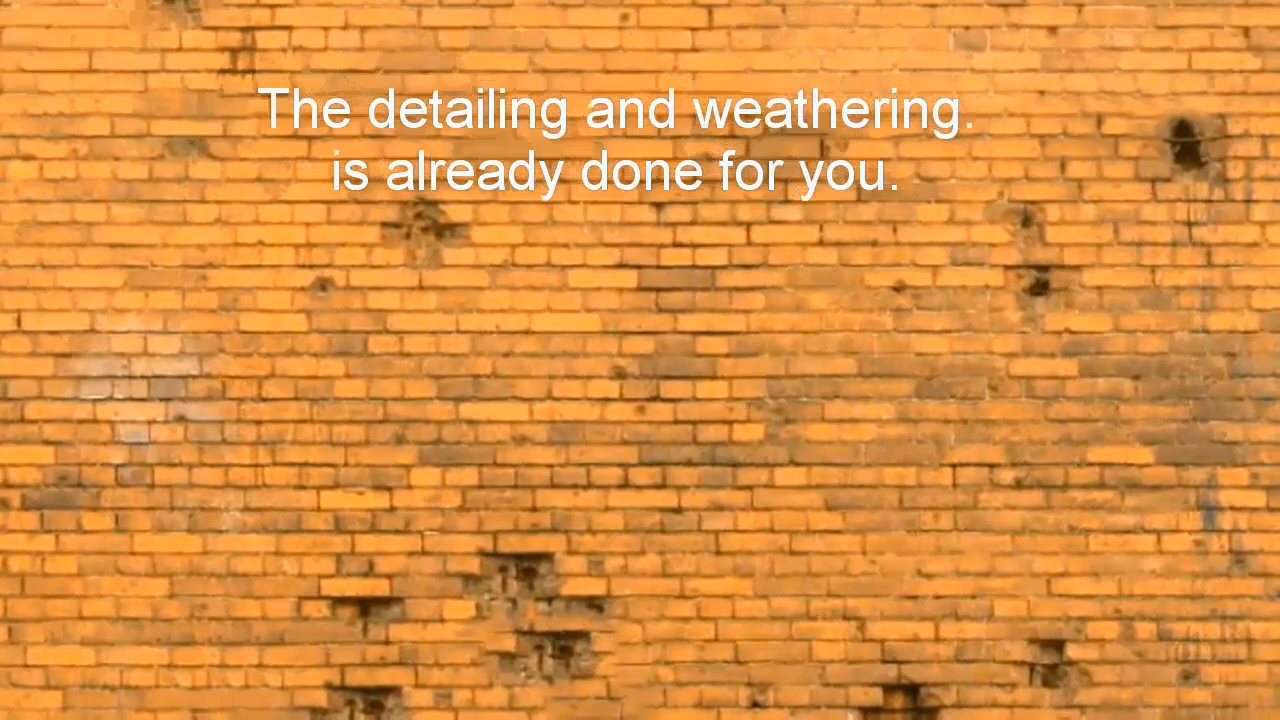 The detailing and weathering.
is already done for you.